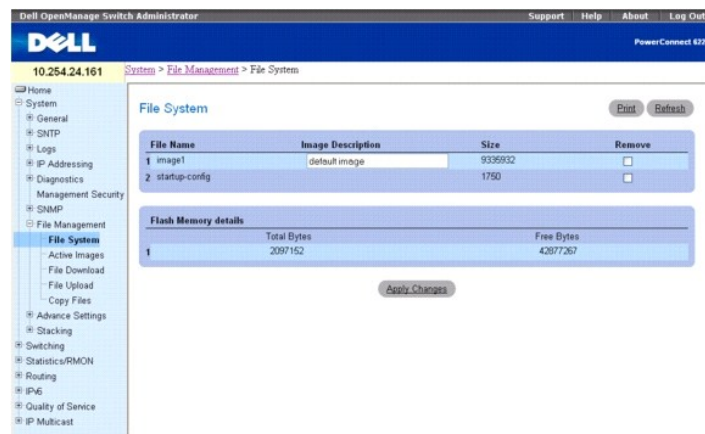 Dell OpenManage Switch Administrator
Support Help About Log Out
DELL
PowerConnect 622
10.254.24.161
System > File Management > File System
Home
System
General
SNTP
Logs
IP Addressing
Diagnostics
Management Security
SNMP
File Management
File System
Active Images
File Download
File Upload
Copy Files
Advance Settings
Stacking
Switching
Statistics/RMON
Routing
IPv6
Quality of Service
IP Multicast
File System
Print Refresh
File Name Image Description Size Remove
1 image1 default image 9335932
2 startup-config 1750
Flash Memory details
Total Bytes Free Bytes
1 2097152 42877267
Apply Changes